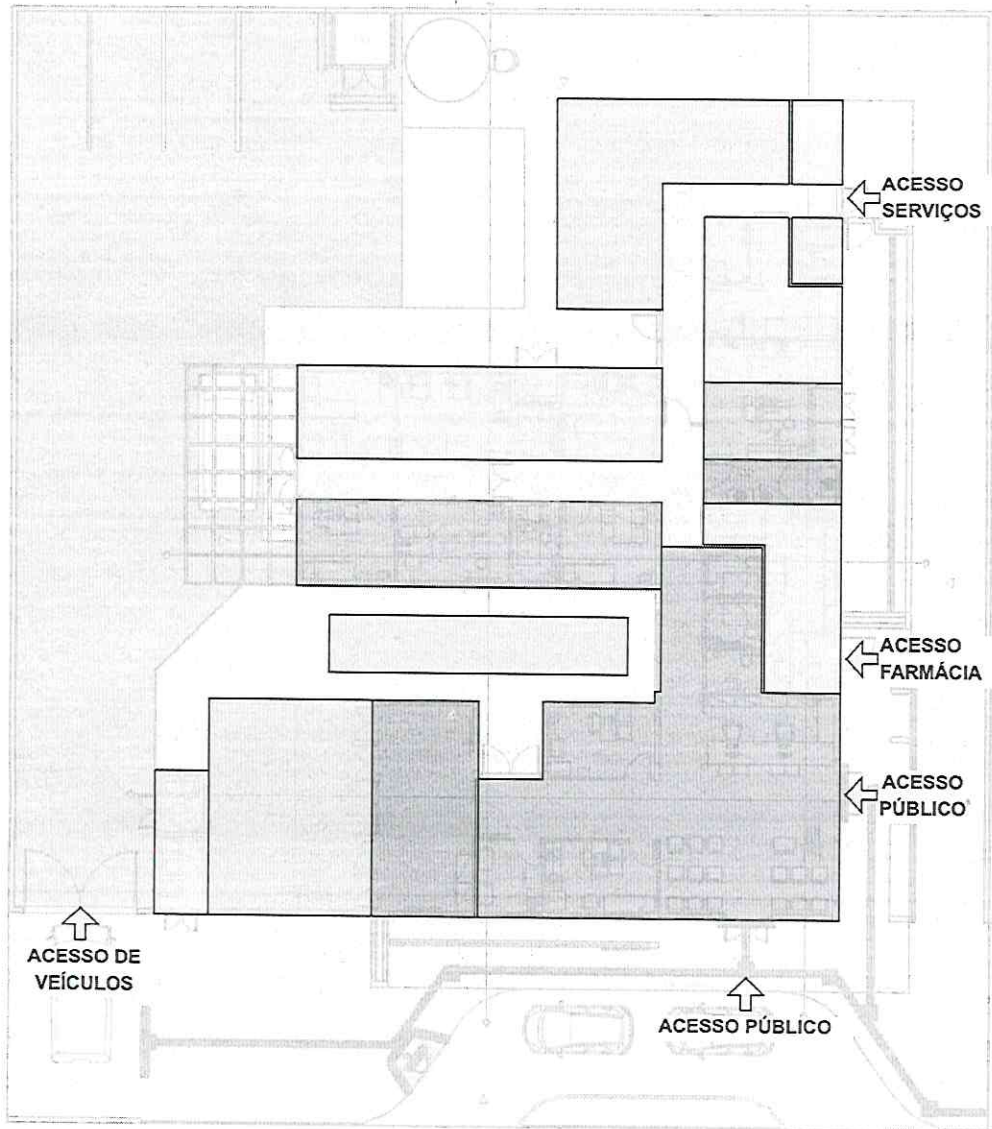 ACESSO
SERVIÇOS
ACESSO
FARMÁCIA
ACESSO
PÚBLICO
ACESSO DE
VEÍCULOS
ACESSO PÚBLICO